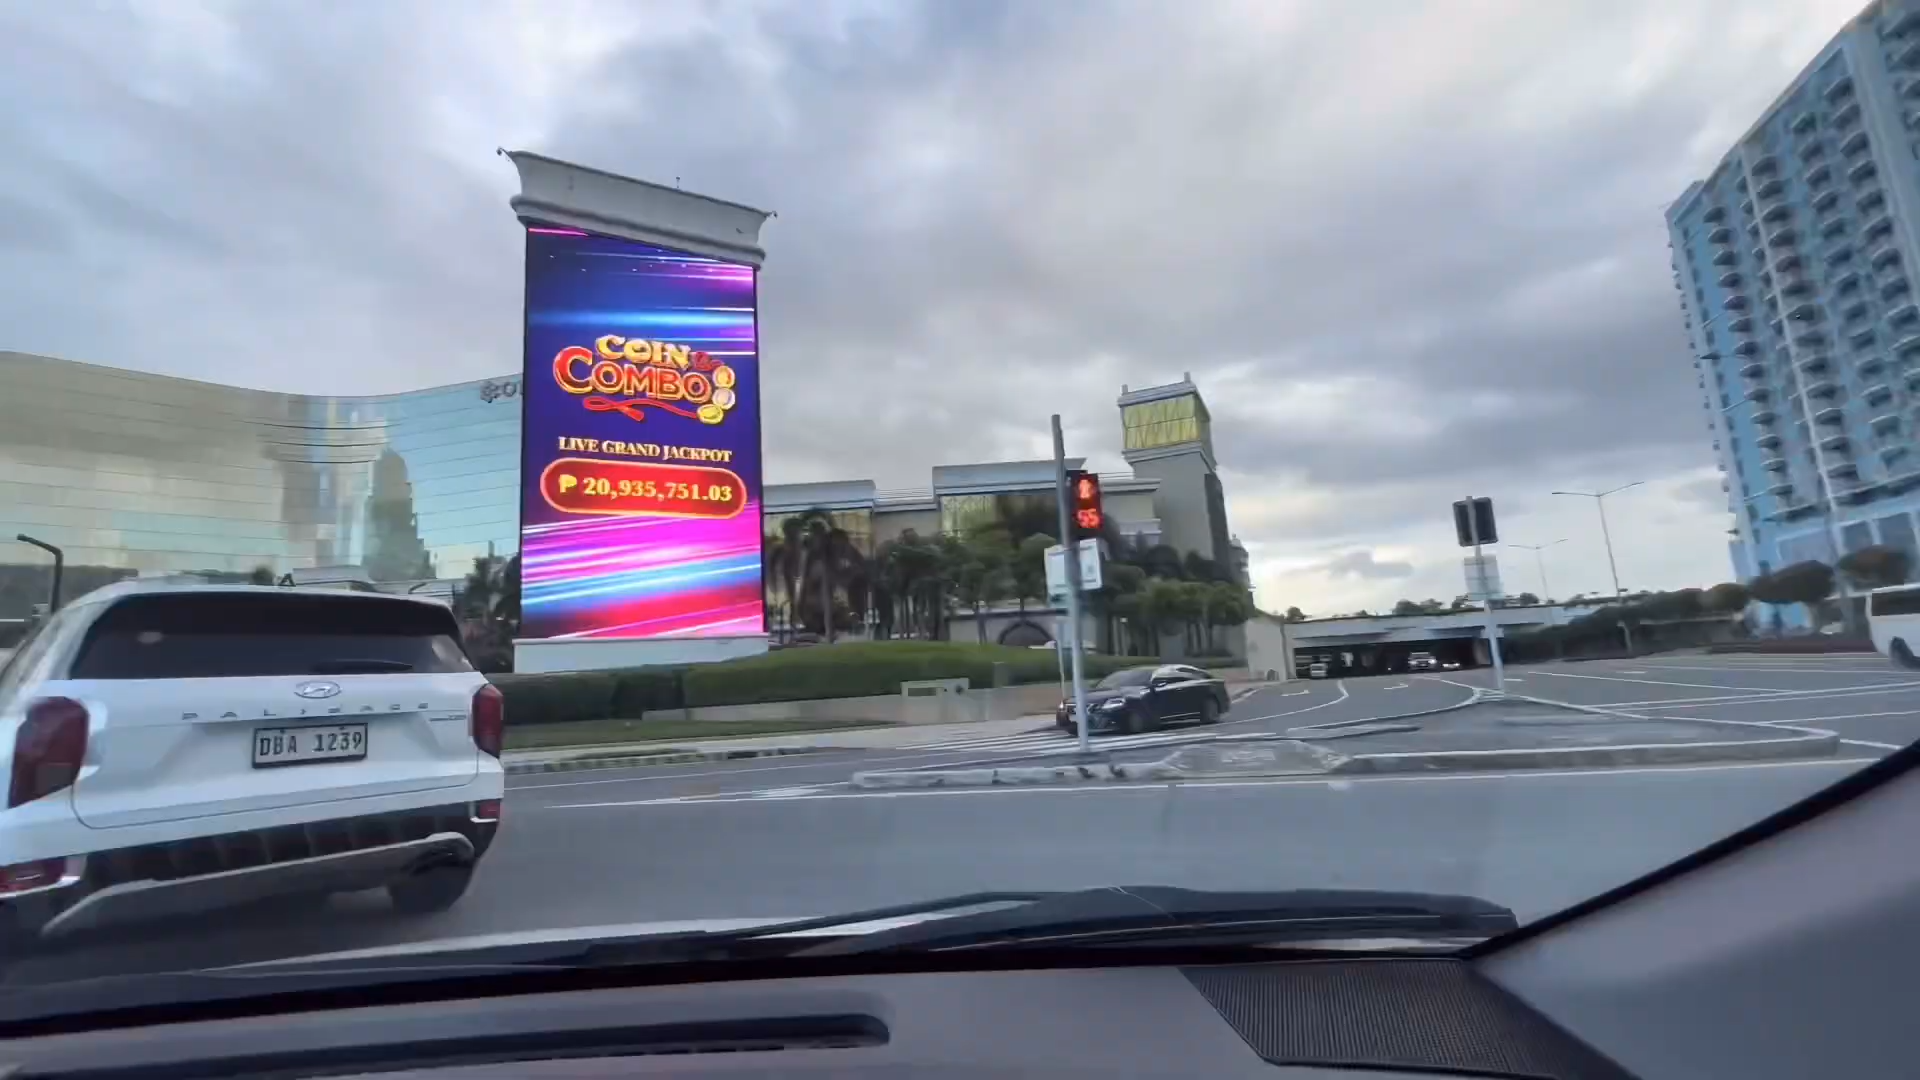 COIN
COMBO
LIVE GRAND JACKPOT
₱ 20,935,751.03
55
PALISADE
DBA 1239